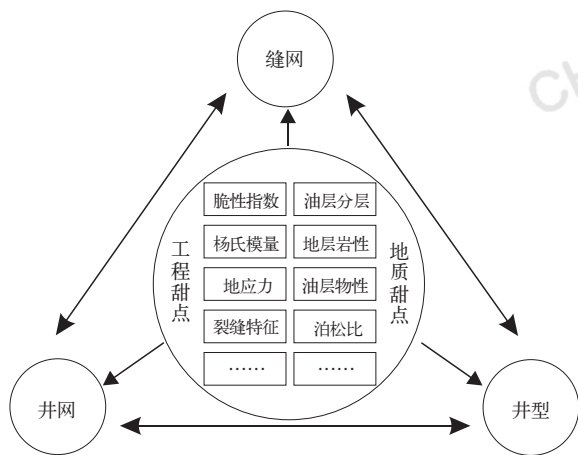 缝网
CH
脆性指数
油层分层
杨氏模量
地层岩性
地应力
油层物性
裂缝特征
泊松比
……
……
工程甜点
地质甜点
井网
井型